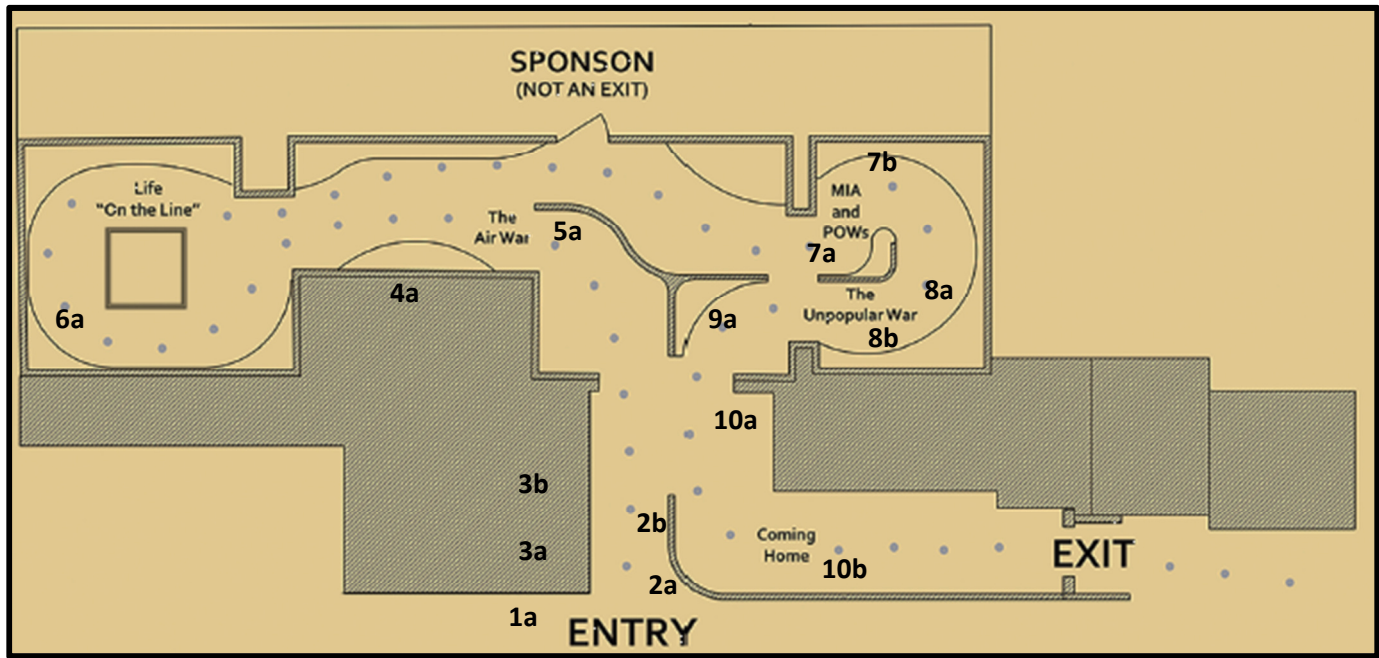 SPONSON
(NOT AN EXIT)
7b
Life
"Cn the Line"
MIA
and
POWs
The
Air War
5a
7a
4a
6a
9a
8a
The
Unpopular War
8b
10a
3b
2b
3a
Coming
Home
10b
EXIT
2a
1a
ENTRY